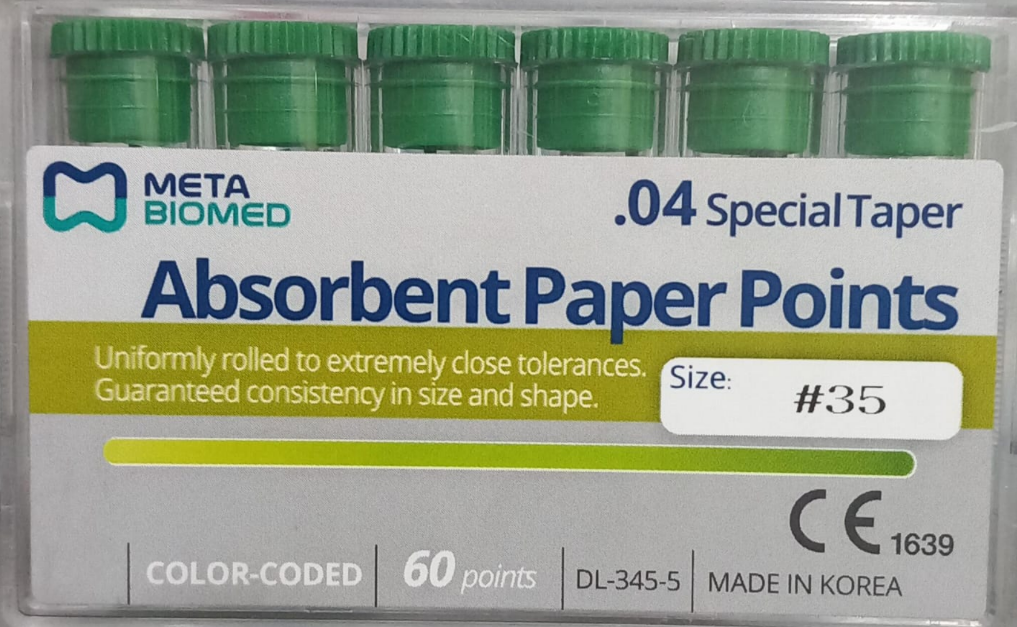 META
BIOMED
.04 Special Taper
Absorbent Paper Points
Uniformly rolled to extremely close tolerances.
Guaranteed consistency in size and shape.
Size: #35
CE 1639
COLOR-CODED 60 points DL-345-5 MADE IN KOREA